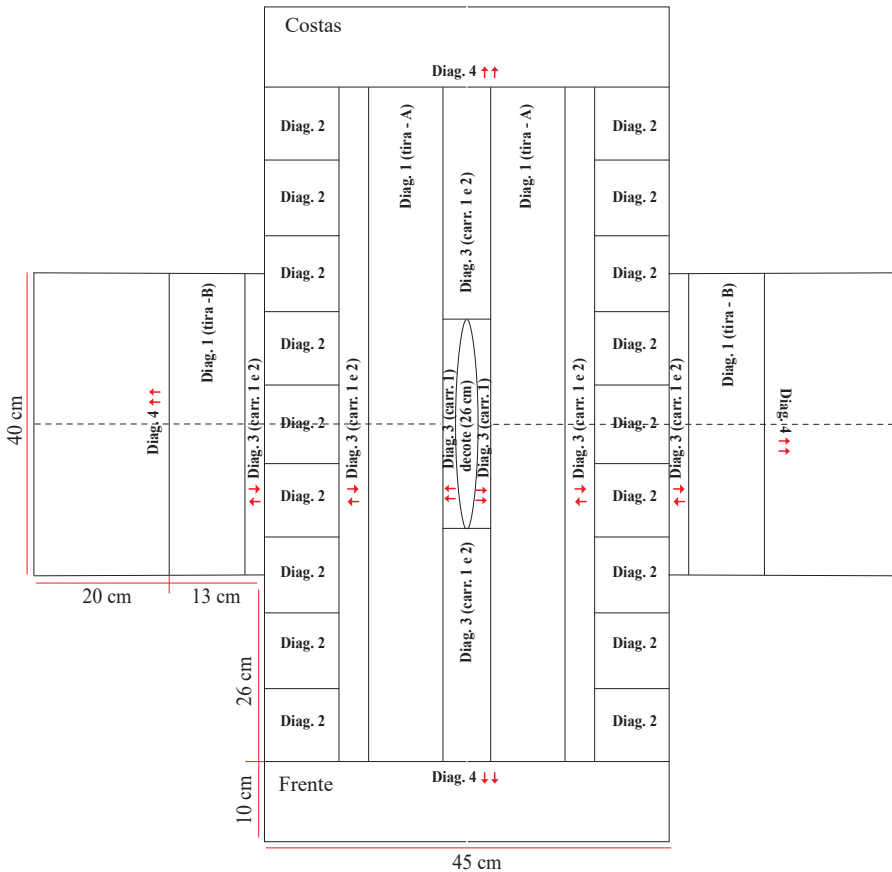 Costas
Diag. 4
Diag. 2
Diag. 2
Diag. 2
Diag. 2
Diag. 2
Diag. 2
Diag. 2
Diag. 2
Diag. 2
Diag. 1 (tira - A)
Diag. 3 (carr. 1 e 2)
Diag. 1 (tira - A)
Diag. 2
Diag. 2
Diag. 2
Diag. 2
Diag. 2
Diag. 2
Diag. 2
Diag. 2
Diag. 2
40 cm
Diag. 4
Diag. 1 (tira -B)
Diag. 3 (carr. 1 e 2)
Diag. 3 (carr. 1 e 2)
Diag. 3 (carr. 1)
decote (26 cm)
Diag. 3 (carr. 1)
Diag. 3 (carr. 1 e 2)
Diag. 3 (carr. 1 e 2)
Diag. 1 (tira - B)
Diag. 4
20 cm
13 cm
Diag. 3 (carr. 1 e 2)
26 cm
10 cm
Frente
Diag. 4
45 cm